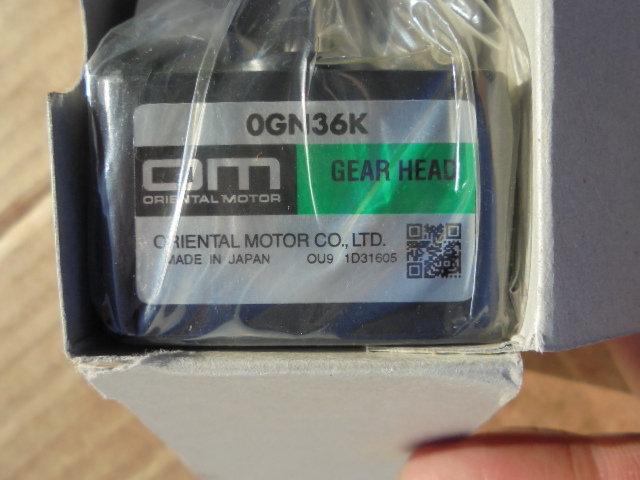 0GN36K
om
ORIENTAL MOTOR
GEAR HEAD
ORIENTAL MOTOR CO., LTD.
MADE IN JAPAN OU9 1D31605